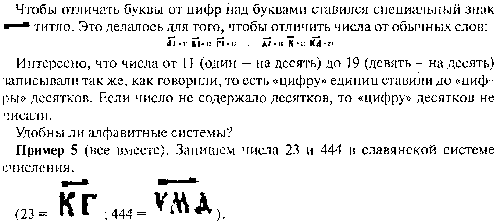 Чтобы отличать буквы от цифр над буквами ставился специальный знак
титло. Это делалось для того, чтобы отличить числа от обычных слов:
Интересно, что числа от 11 (один – на десять) до 19 (девять – на десять)
записывали так же, как говорили, то есть «цифру» единиц ставили до «циф-
ры» десятков. Если число не содержало десятков, то «цифру» десятков не
писали.
Удобны ли алфавитные системы?
Пример 5 (все вместе). Запишем числа 23 и 444 в славянской системе
счисления.
(23 = КГ ; 444 = УМД ).